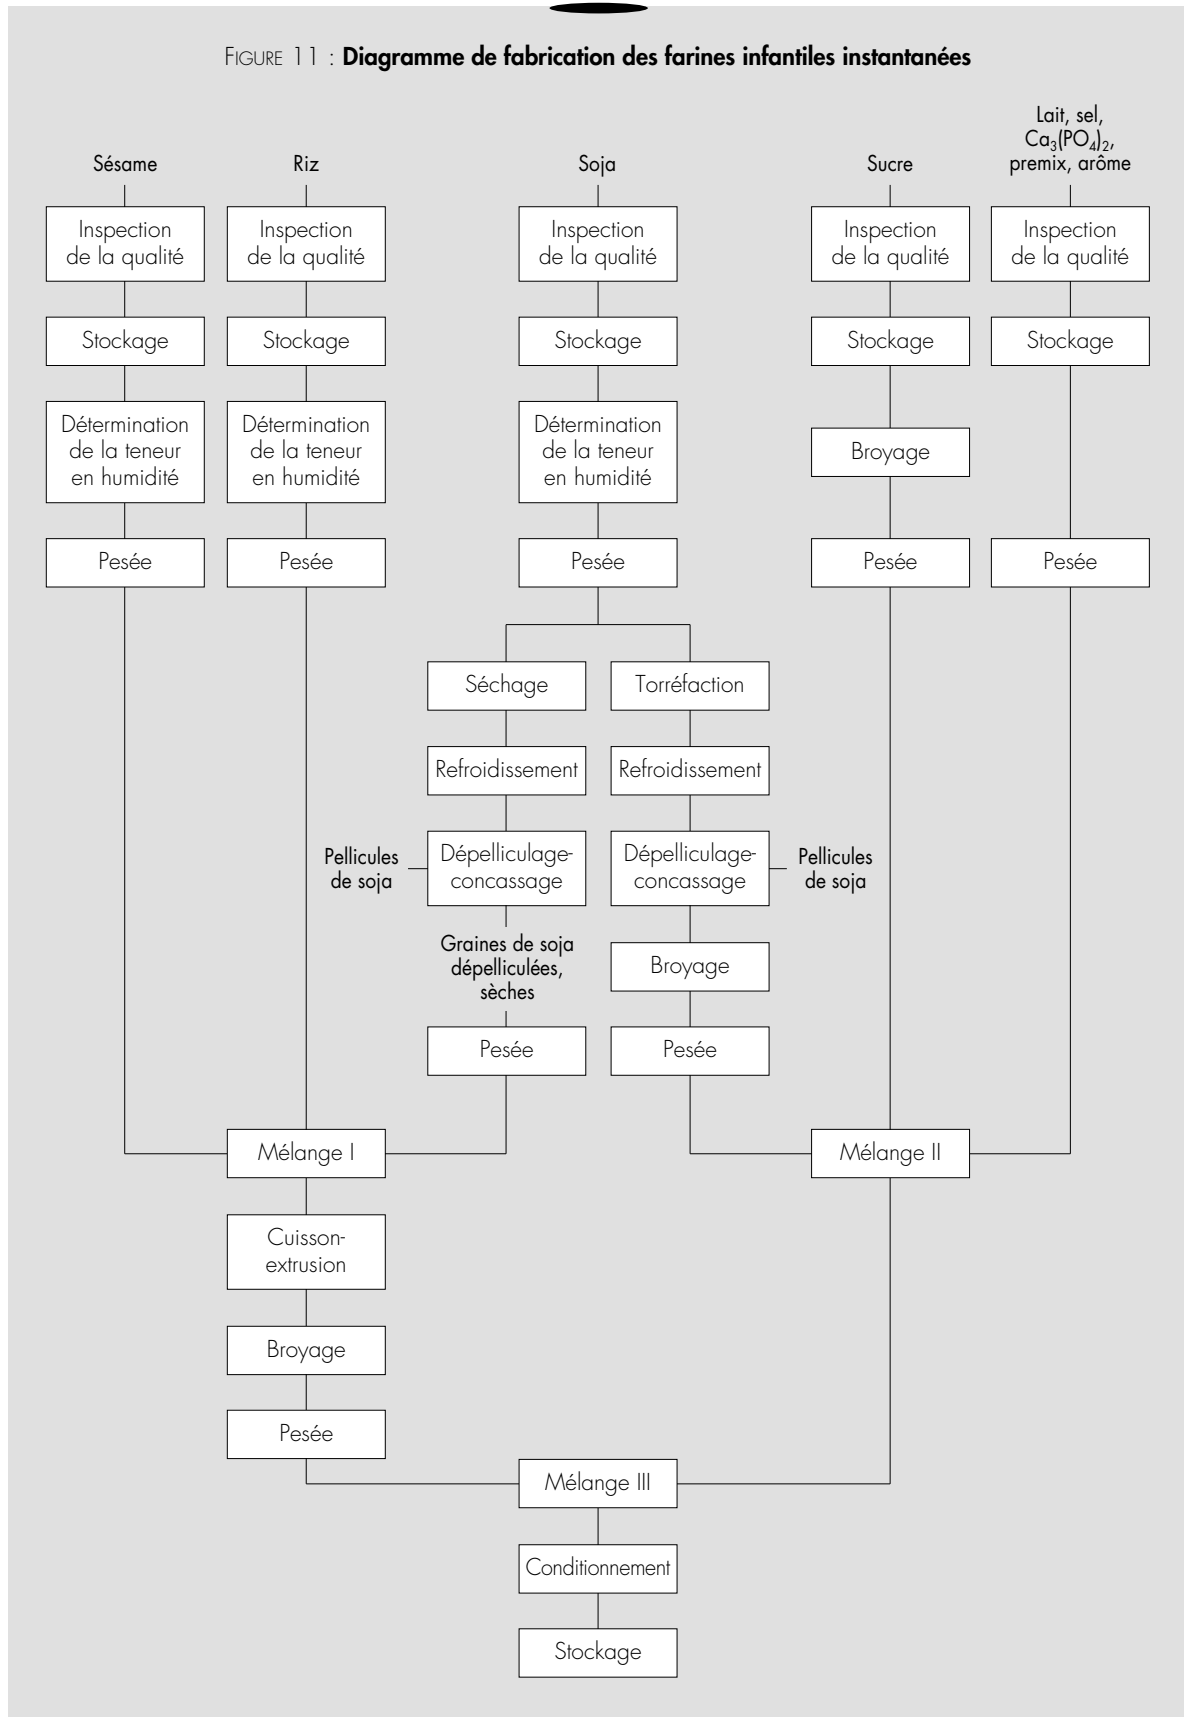 FIGURE 11 : Diagramme de fabrication des farines infantiles instantanées
Lait, sel,
Ca₃(PO₄)₂,
premix, arôme
Sésame
Riz
Soja
Sucre
Inspection
de la qualité
Inspection
de la qualité
Inspection
de la qualité
Inspection
de la qualité
Inspection
de la qualité
Stockage
Stockage
Stockage
Stockage
Stockage
Détermination
de la teneur
en humidité
Détermination
de la teneur
en humidité
Détermination
de la teneur
en humidité
Broyage
Pesée
Pesée
Pesée
Pesée
Pesée
Séchage
Torréfaction
Refroidissement
Refroidissement
Pellicules
de soja
Dépelliculage-
concassage
Dépelliculage-
concassage
Pellicules
de soja
Graines de soja
dépelliculées,
sèches
Broyage
Pesée
Pesée
Mélange I
Mélange II
Cuisson-
extrusion
Broyage
Pesée
Mélange III
Conditionnement
Stockage